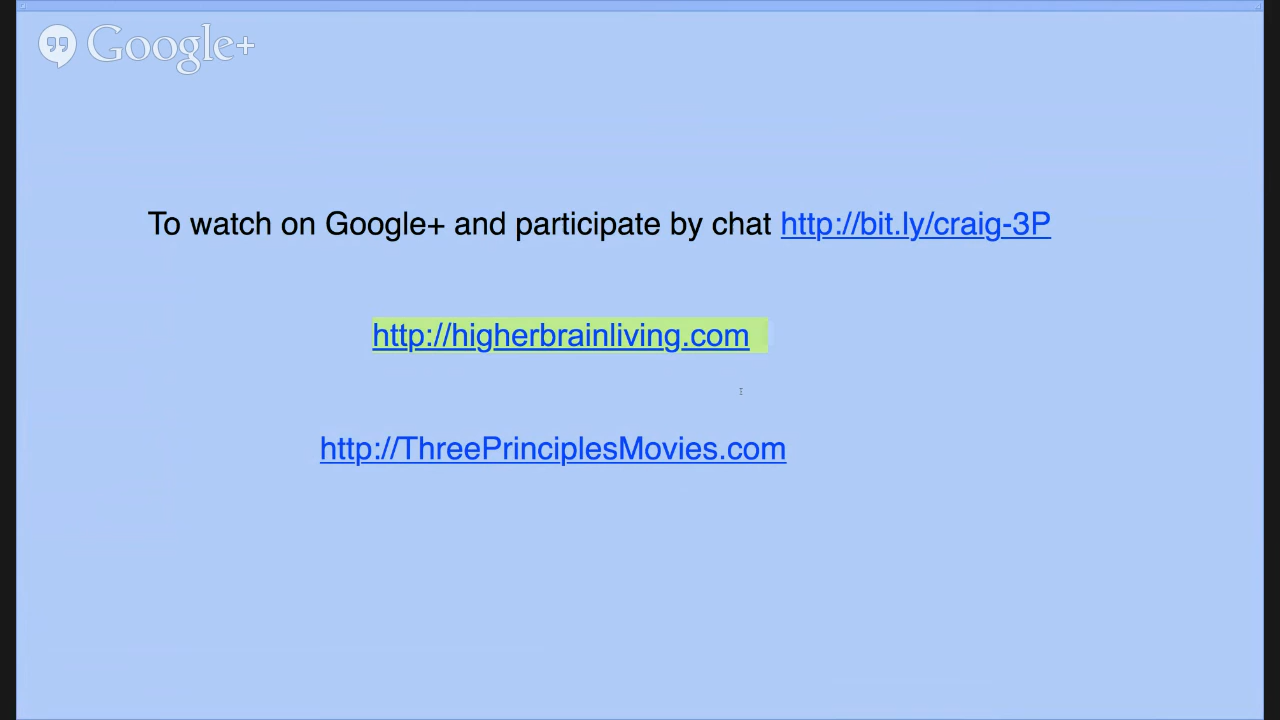 Google+
To watch on Google+ and participate by chat http://bit.ly/craig-3P
http://higherbrainliving.com
http://ThreePrinciplesMovies.com